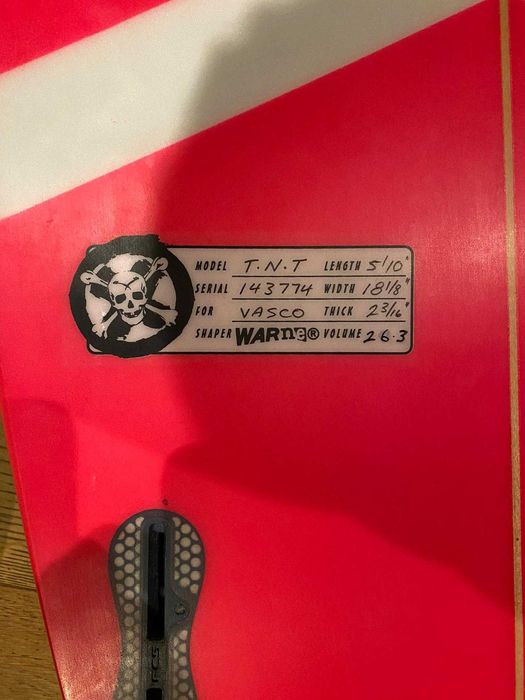 MODEL T.N.T LENGTH 5'10"
SERIAL 143774 WIDTH 18 1/8"
FOR VASCO THICK 2 3/16"
SHAPER WARNE® VOLUME 26.3
FCS